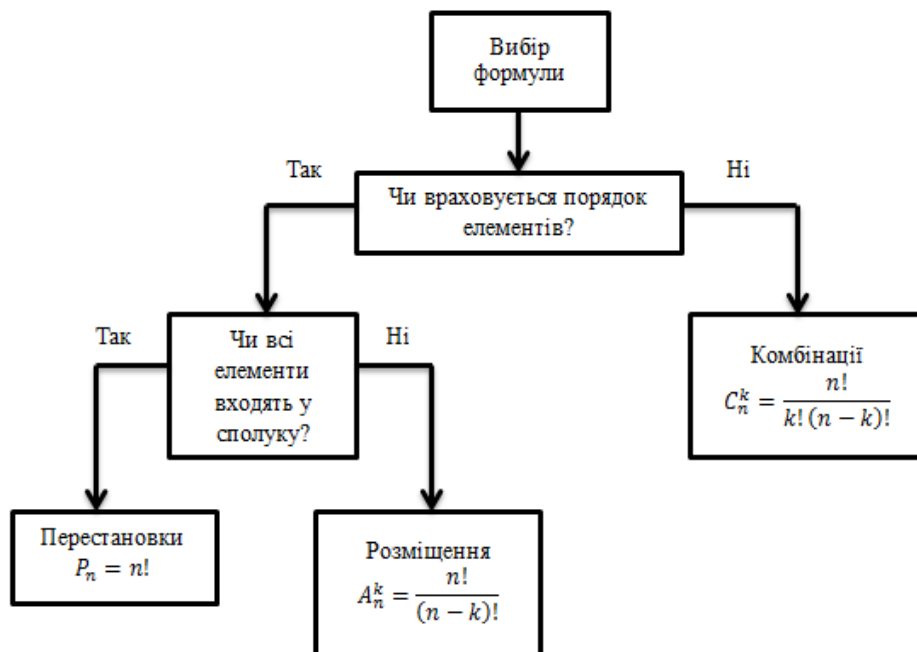 Вибір
формули
Так
Ні
Чи враховується порядок
елементів?
Так
Ні
Чи всі
елементи
входять у
сполуку?
Комбінації
C_n^k = n! / k! (n − k)!
Перестановки
P_n = n!
Розміщення
A_n^k = n! / (n − k)!